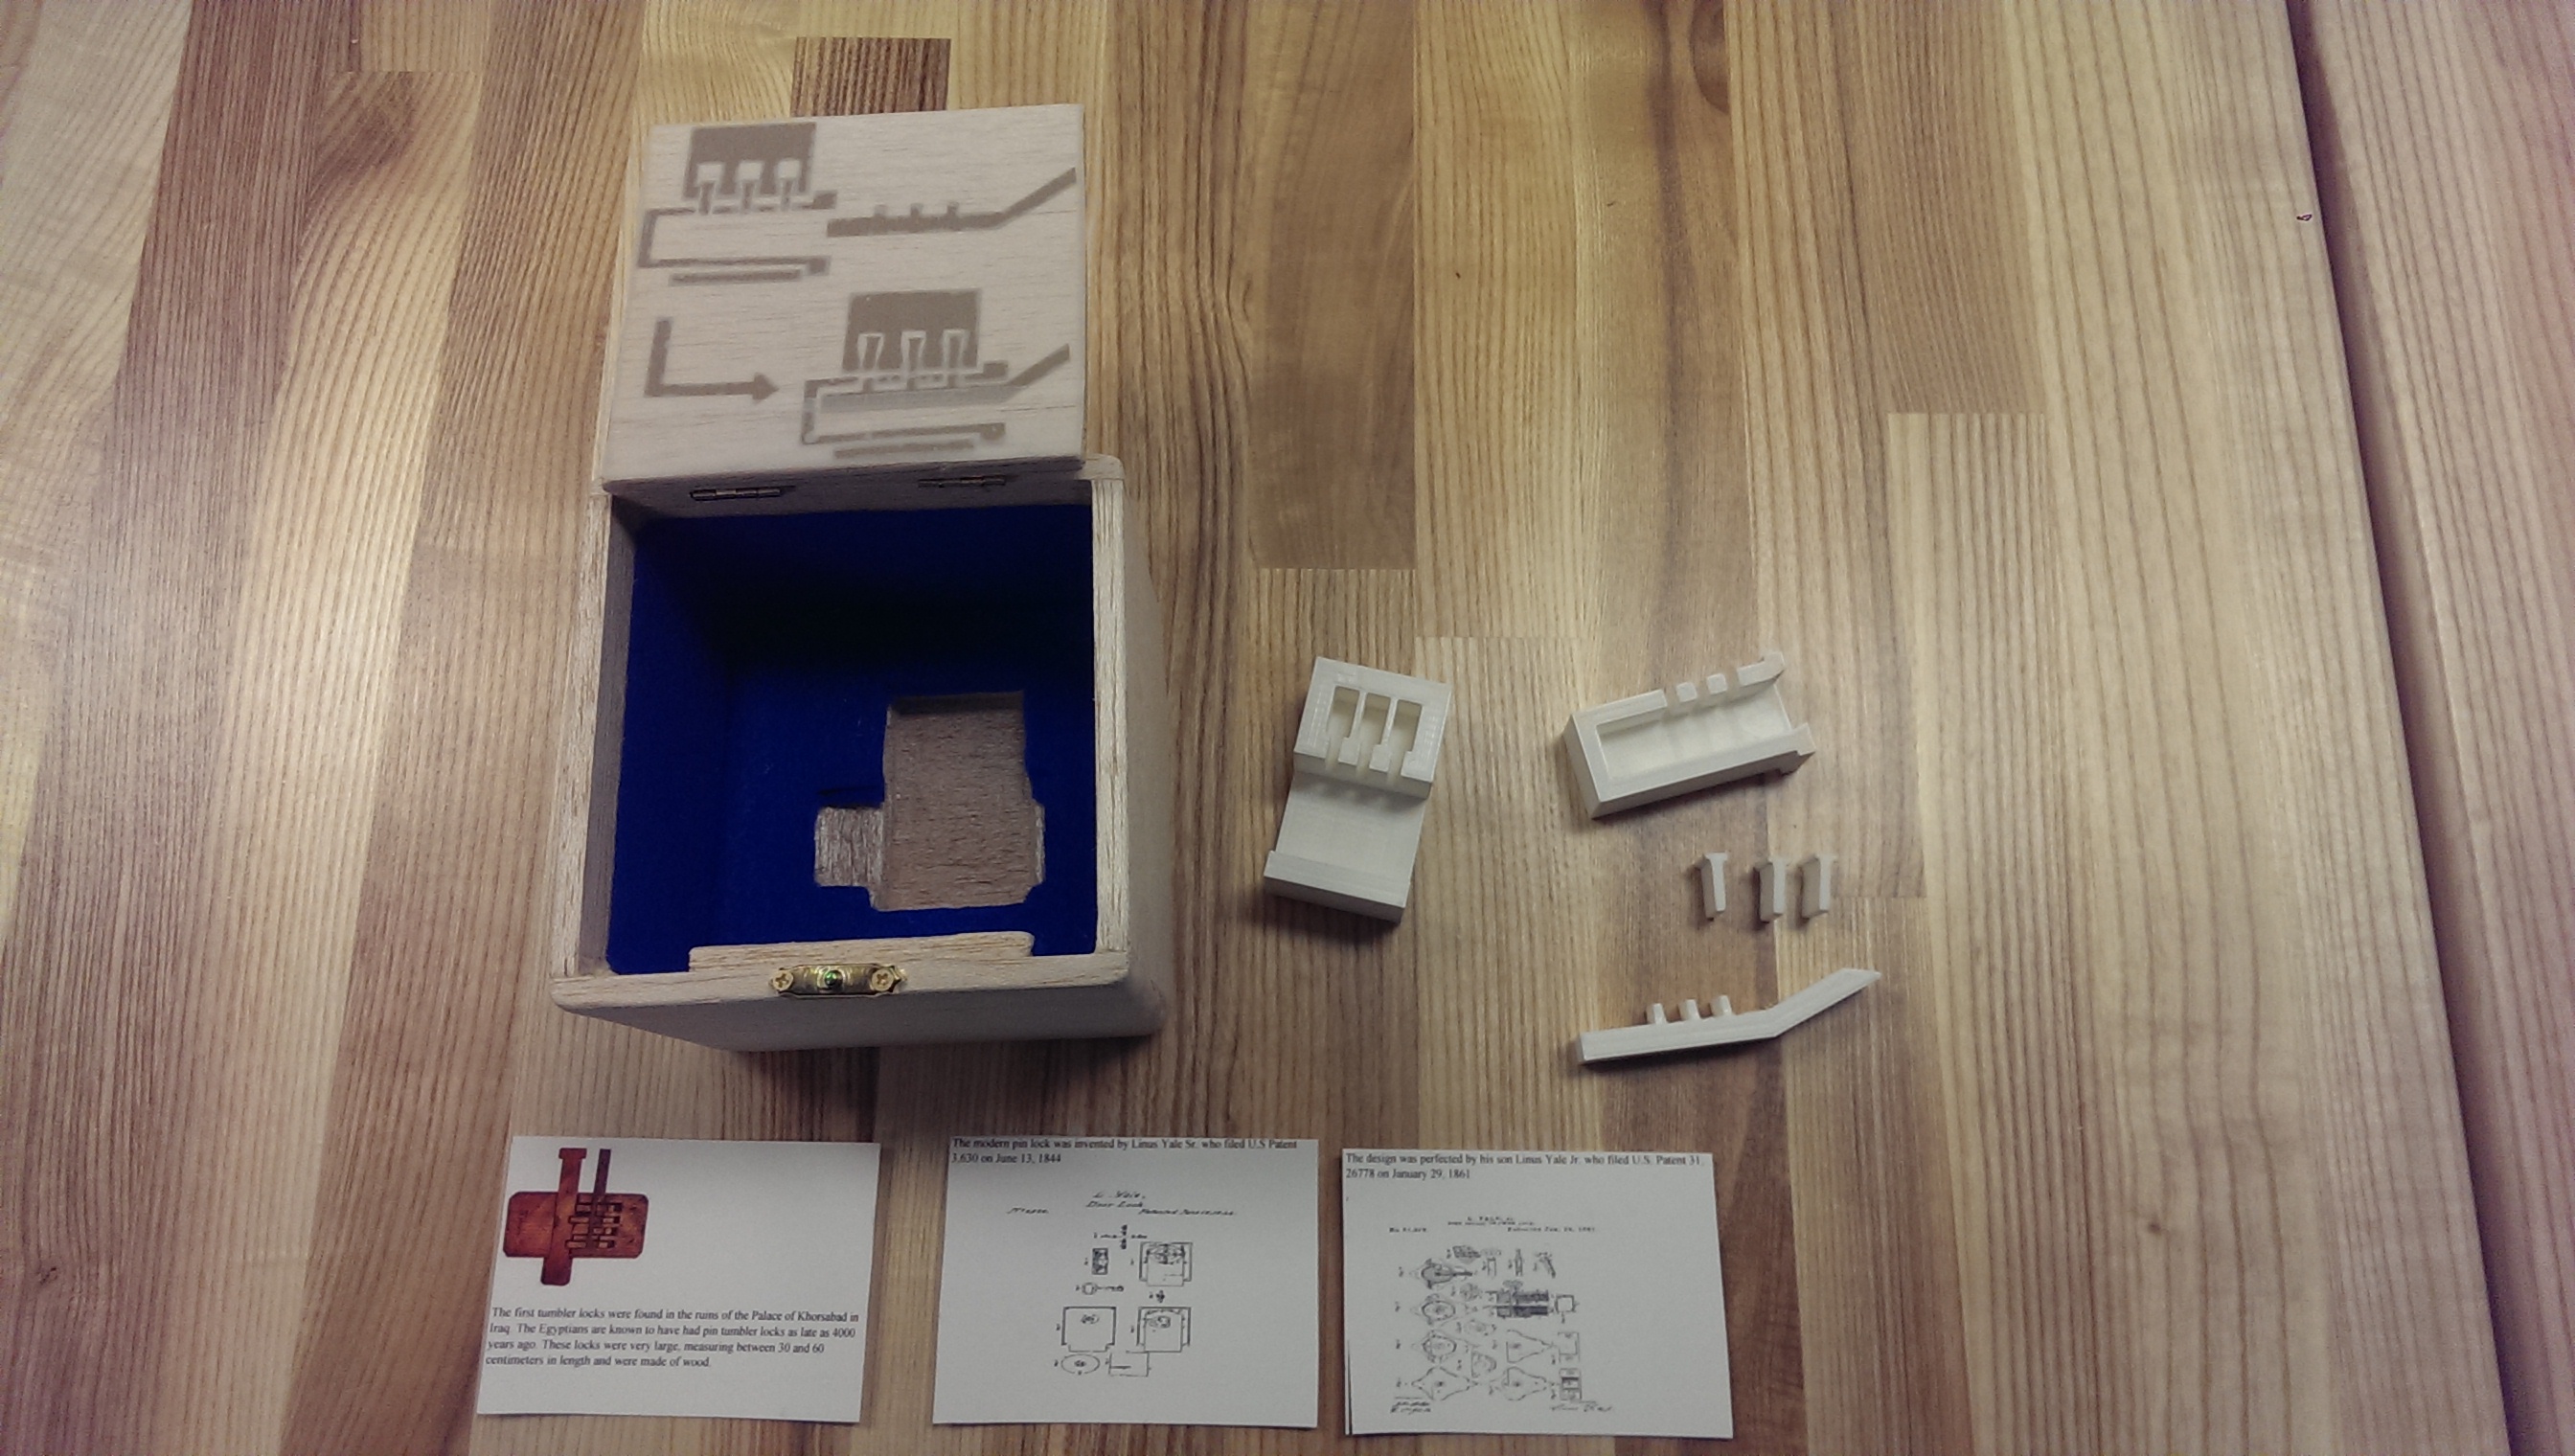 The first tumbler locks were found in the ruins of the Palace of Khorsabad in
Iraq. The Egyptians are known to have had pin tumbler locks as late as 4000
years ago. These locks were very large, measuring between 30 and 60
centimeters in length and were made of wood.
The modern pin lock was invented by Linus Yale Sr. who filed U.S Patent
3,630 on June 13, 1844
L. Yale,
Door Lock
The design was perfected by his son Linus Yale Jr. who filed U.S. Patent 31,
26778 on January 29, 1861